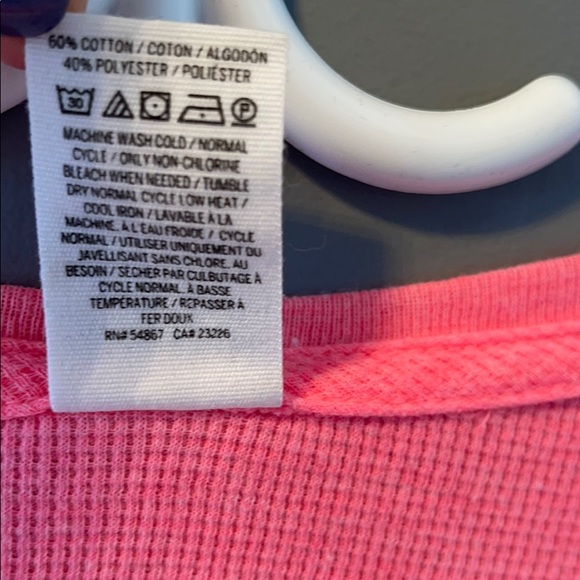 60% COTTON / COTON / ALGODÓN
40% POLYESTER / POLIÉSTER
30 P
MACHINE WASH COLD / NORMAL
CYCLE / ONLY NON-CHLORINE
BLEACH WHEN NEEDED / TUMBLE
DRY NORMAL CYCLE LOW HEAT /
COOL IRON / LAVABLE À LA
MACHINE, À L'EAU FROIDE / CYCLE
NORMAL / UTILISER UNIQUEMENT DU
JAVELLISANT SANS CHLORE, AU
BESOIN / SÉCHER PAR CULBUTAGE À
CYCLE NORMAL À BASSE
TEMPÉRATURE / REPASSER À
FER DOUX
RN# 54867 CA# 23226